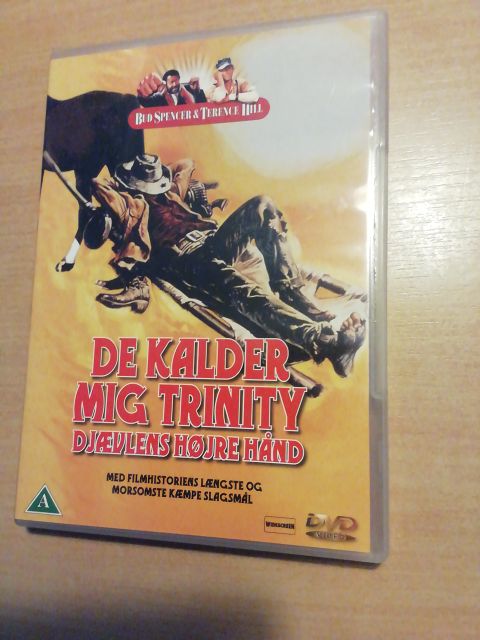 BUD SPENCER & TERENCE HILL
DE KALDER
MIG TRINITY
DJÆVLENS HØJRE HÅND
MED FILMHISTORIENS LÆNGSTE OG
MORSOMSTE KÆMPE SLAGSMÅL
A
WIDESCREEN
DVD
VIDEO